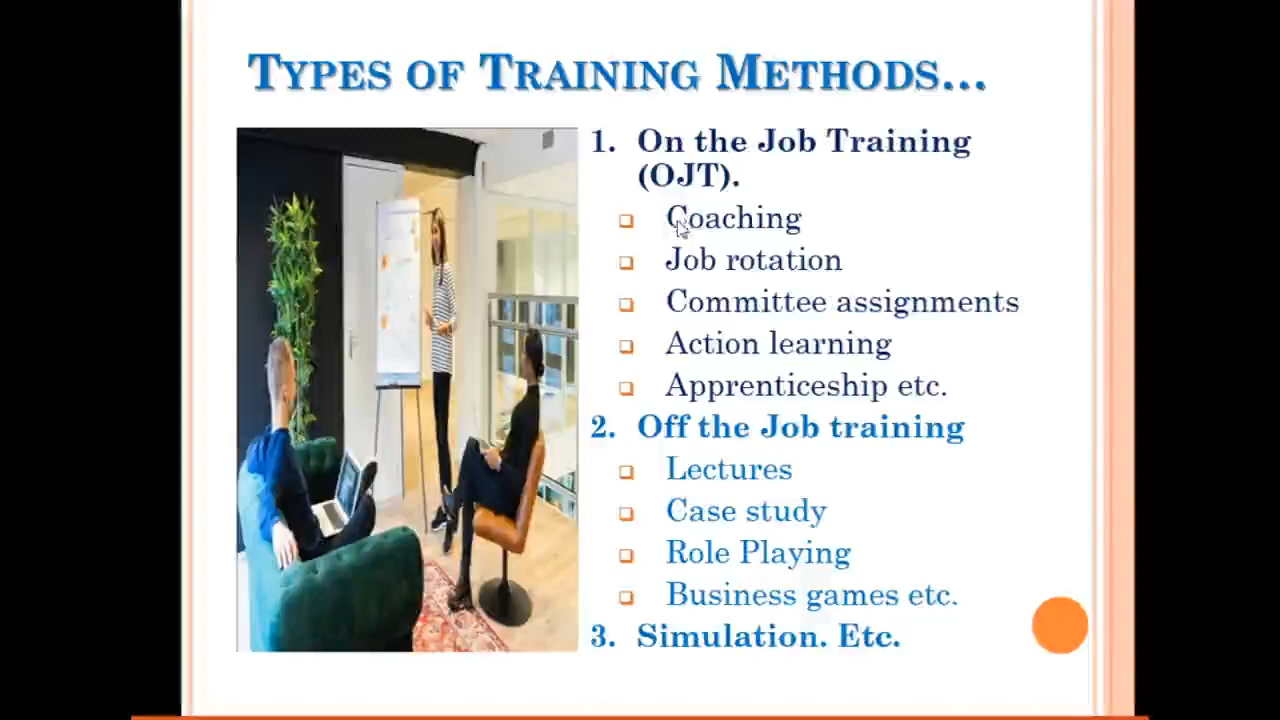 Types of Training Methods...
1. On the Job Training
(OJT).
Coaching
Job rotation
Committee assignments
Action learning
Apprenticeship etc.
2. Off the Job training
Lectures
Case study
Role Playing
Business games etc.
3. Simulation. Etc.